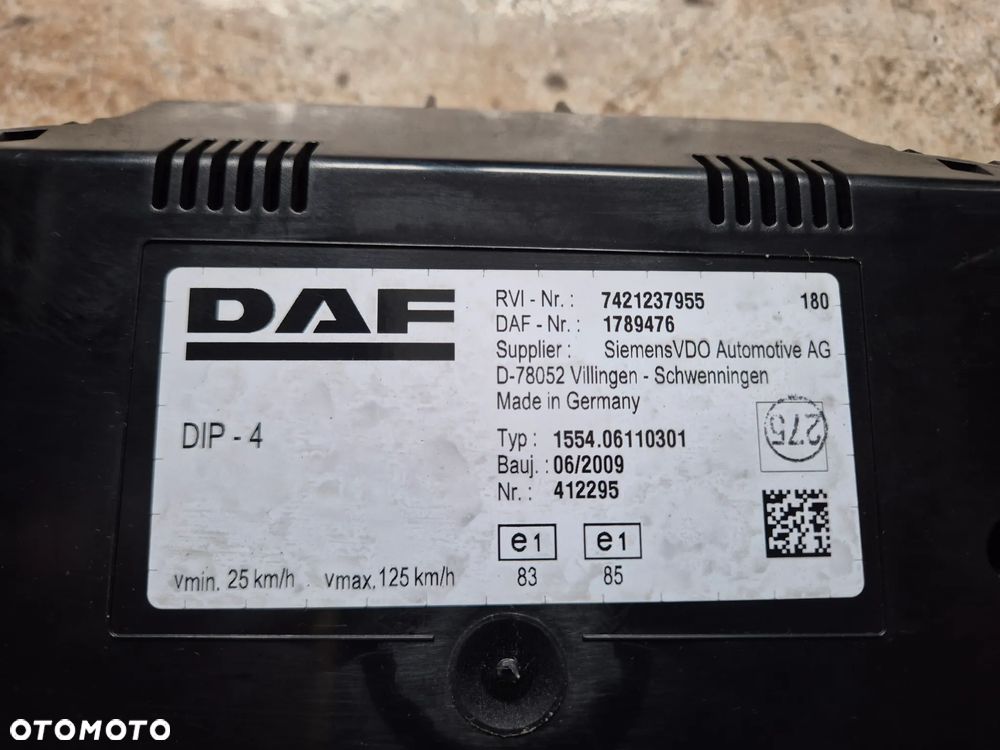 DAF
DIP - 4
vmin. 25 km/h vmax. 125 km/h
RVI - Nr. : 7421237955 180
DAF - Nr. : 1789476
Supplier : SiemensVDO Automotive AG
D-78052 Villingen - Schwenningen
Made in Germany
Typ : 1554.06110301
Bauj. : 06/2009
Nr. : 412295
275
e1 e1
83 85
OTOMOTO